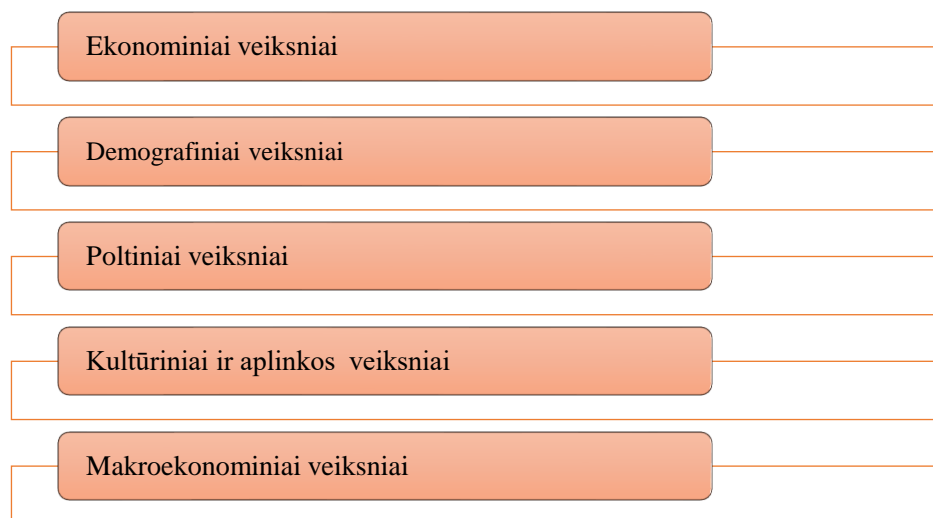 Ekonominiai veiksniai
Demografiniai veiksniai
Poltiniai veiksniai
Kultūriniai ir aplinkos  veiksniai
Makroekonominiai veiksniai